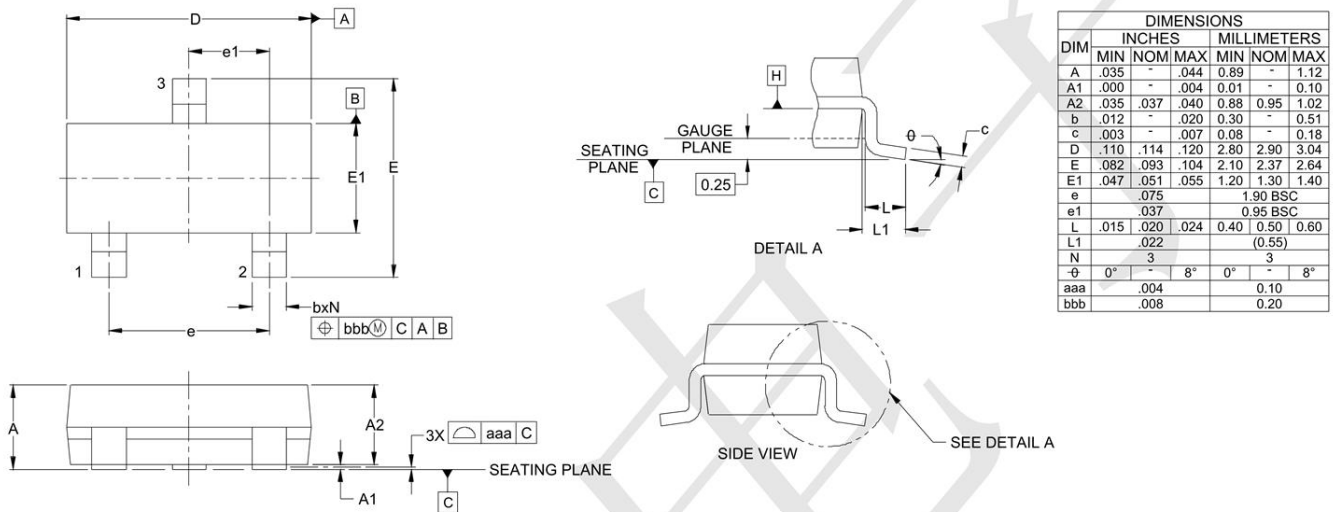 D
A
e1
3
B
E1
E
1
2
bxN
e
⌖ bbbⓂ C A B
A
A2
3X ⌓ aaa C
SEATING PLANE
A1
C
H
GAUGE
PLANE
SEATING
PLANE
C
0.25
θ
c
L
L1
DETAIL A
SIDE VIEW
SEE DETAIL A
DIMENSIONS
DIM INCHES MILLIMETERS
MIN NOM MAX MIN NOM MAX
A .035 - .044 0.89 - 1.12
A1 .000 - .004 0.01 - 0.10
A2 .035 .037 .040 0.88 0.95 1.02
b .012 - .020 0.30 - 0.51
c .003 - .007 0.08 - 0.18
D .110 .114 .120 2.80 2.90 3.04
E .082 .093 .104 2.10 2.37 2.64
E1 .047 .051 .055 1.20 1.30 1.40
e .075 1.90 BSC
e1 .037 0.95 BSC
L .015 .020 .024 0.40 0.50 0.60
L1 .022 (0.55)
N 3 3
θ 0° - 8° 0° - 8°
aaa .004 0.10
bbb .008 0.20